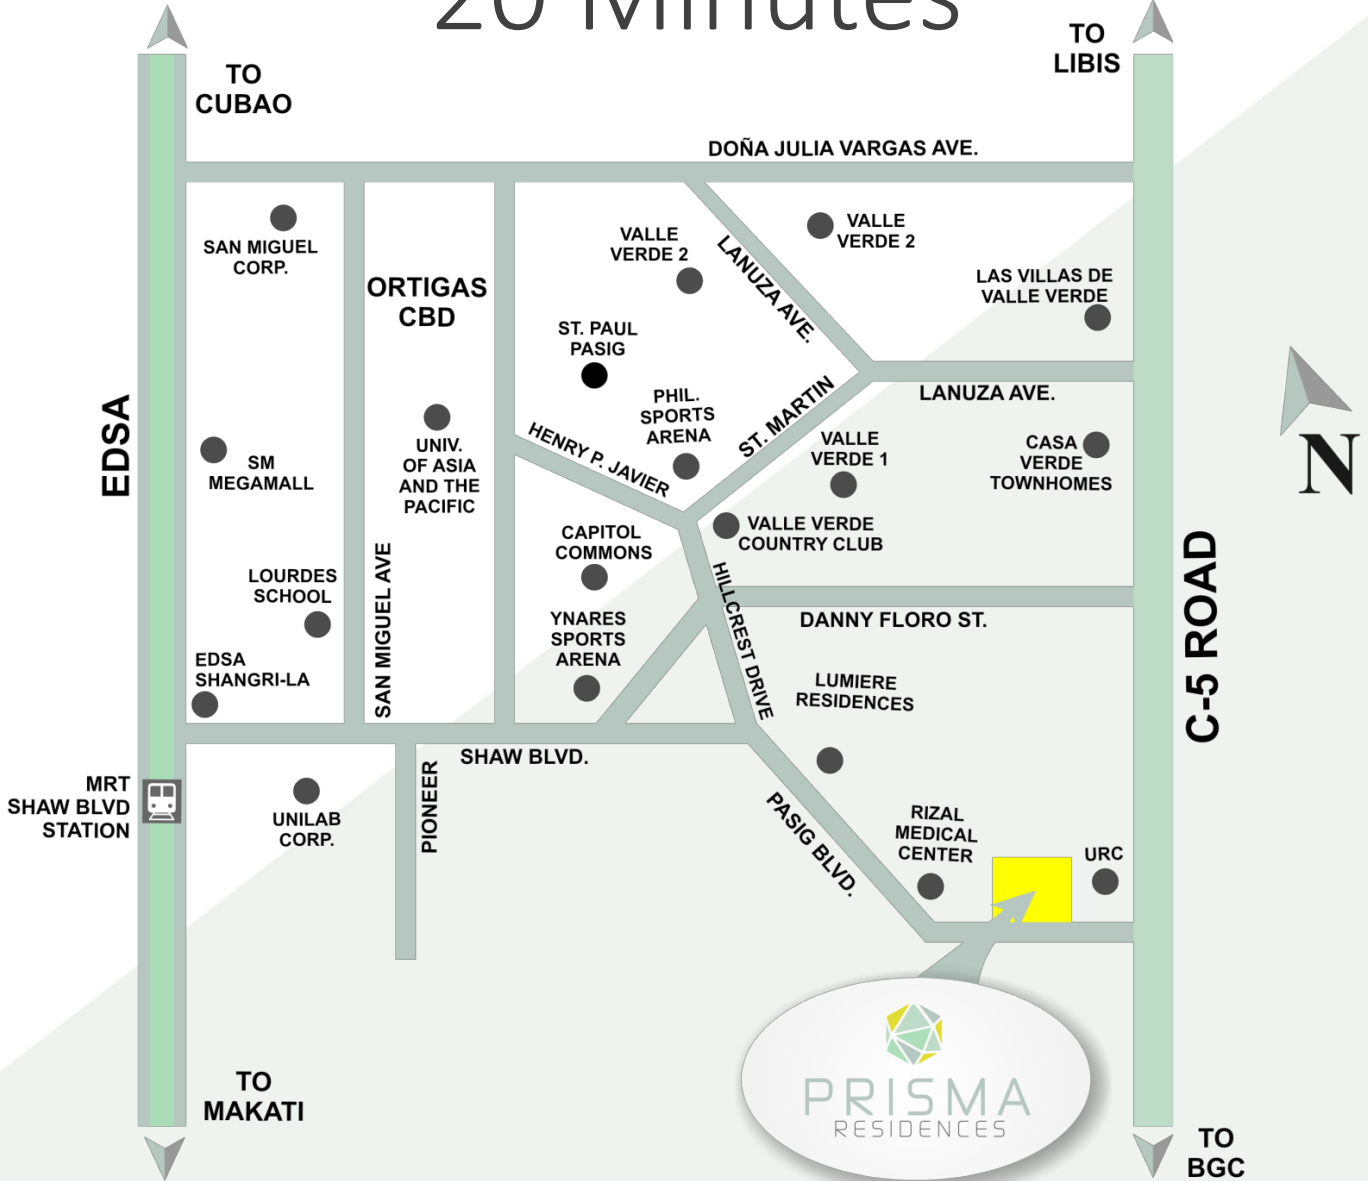 20 Minutes
TO
CUBAO
TO
LIBIS
DOÑA JULIA VARGAS AVE.
SAN MIGUEL
CORP.
ORTIGAS
CBD
VALLE
VERDE 2
LANUZA AVE.
VALLE
VERDE 2
LAS VILLAS DE
VALLE VERDE
ST. PAUL
PASIG
PHIL.
SPORTS
ARENA
ST. MARTIN
LANUZA AVE.
EDSA
SM
MEGAMALL
UNIV.
OF ASIA
AND THE
PACIFIC
HENRY P. JAVIER
VALLE
VERDE 1
CASA
VERDE
TOWNHOMES
N
CAPITOL
COMMONS
VALLE VERDE
COUNTRY CLUB
LOURDES
SCHOOL
SAN MIGUEL AVE
YNARES
SPORTS
ARENA
HILLCREST DRIVE
DANNY FLORO ST.
C-5 ROAD
EDSA
SHANGRI-LA
LUMIERE
RESIDENCES
SHAW BLVD.
MRT
SHAW BLVD
STATION
UNILAB
CORP.
PIONEER
PASIG BLVD.
RIZAL
MEDICAL
CENTER
URC
TO
MAKATI
PRISMA
RESIDENCES
TO
BGC